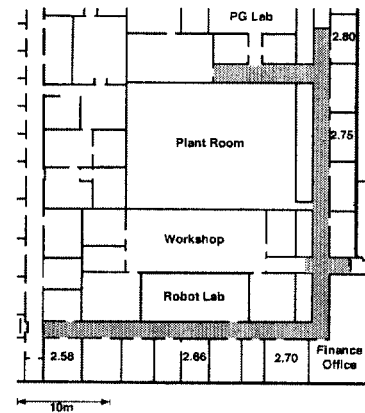 PG Lab
2.80
2.75
Plant Room
Workshop
Robot Lab
2.58
2.66
2.70
Finance
Office
10m